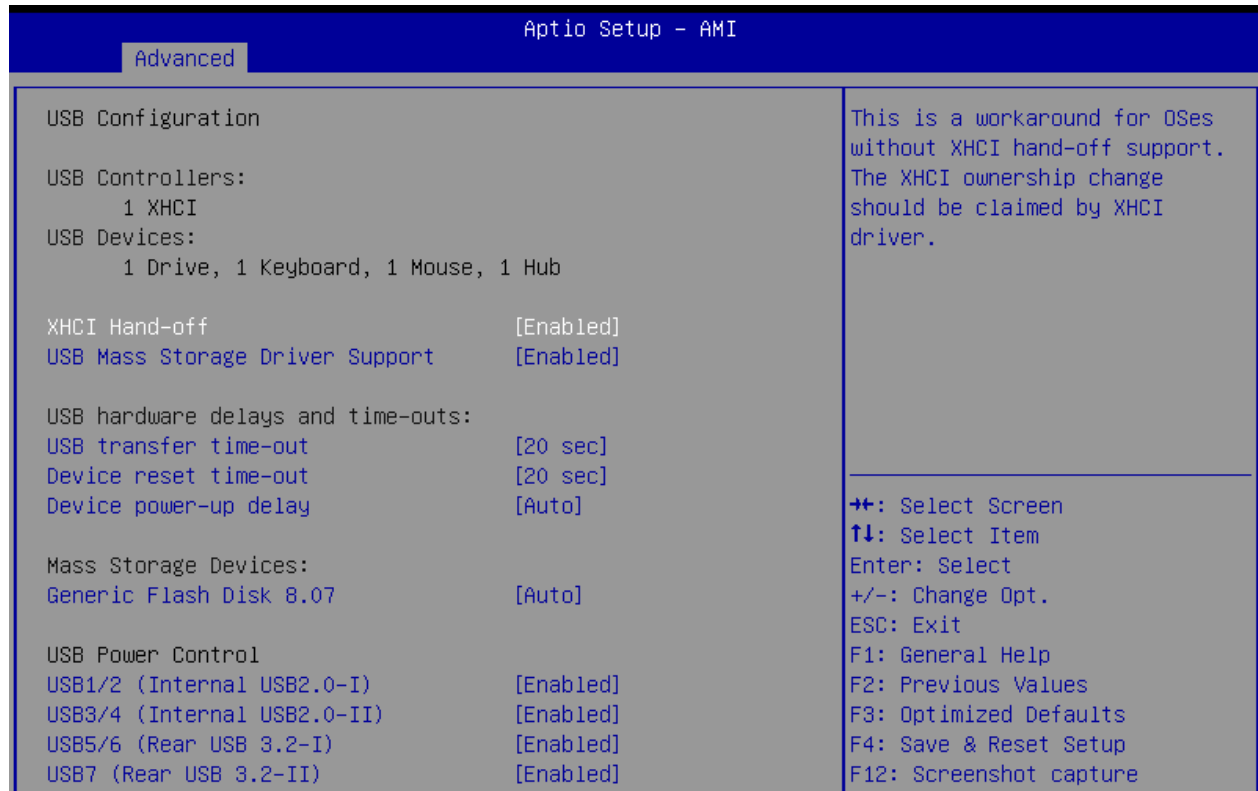 Aptio Setup – AMI
Advanced
USB Configuration
USB Controllers:
1 XHCI
USB Devices:
1 Drive, 1 Keyboard, 1 Mouse, 1 Hub
XHCI Hand-off [Enabled]
USB Mass Storage Driver Support [Enabled]
USB hardware delays and time-outs:
USB transfer time-out [20 sec]
Device reset time-out [20 sec]
Device power-up delay [Auto]
Mass Storage Devices:
Generic Flash Disk 8.07 [Auto]
USB Power Control
USB1/2 (Internal USB2.0-I) [Enabled]
USB3/4 (Internal USB2.0-II) [Enabled]
USB5/6 (Rear USB 3.2-I) [Enabled]
USB7 (Rear USB 3.2-II) [Enabled]
This is a workaround for OSes
without XHCI hand-off support.
The XHCI ownership change
should be claimed by XHCI
driver.
→←: Select Screen
↑↓: Select Item
Enter: Select
+/-: Change Opt.
ESC: Exit
F1: General Help
F2: Previous Values
F3: Optimized Defaults
F4: Save & Reset Setup
F12: Screenshot capture